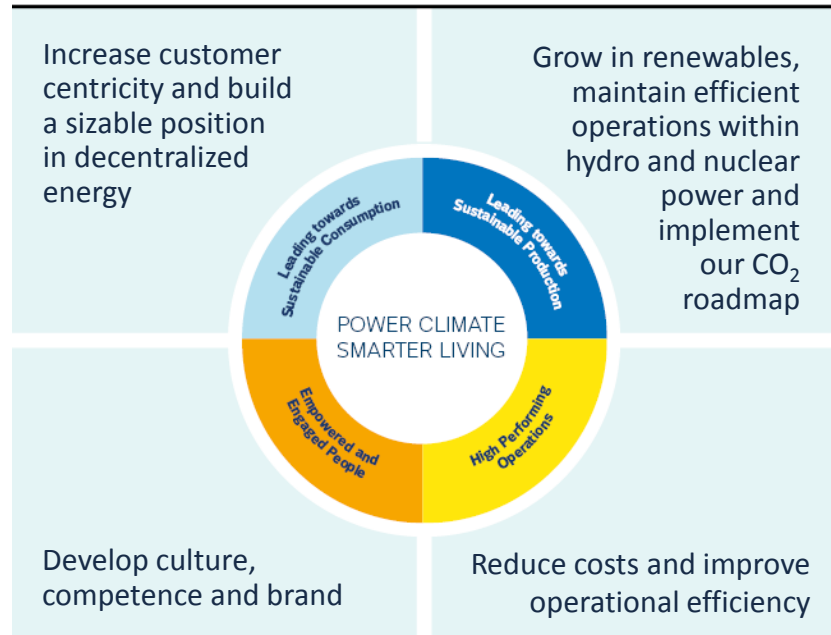 Increase customer
centricity and build
a sizable position
in decentralized
energy
Grow in renewables,
maintain efficient
operations within
hydro and nuclear
power and
implement
our CO₂
roadmap
Leading towards
Sustainable Consumption
Leading towards
Sustainable Production
POWER CLIMATE
SMARTER LIVING
Empowered and
Engaged People
High Performing
Operations
Develop culture,
competence and brand
Reduce costs and improve
operational efficiency